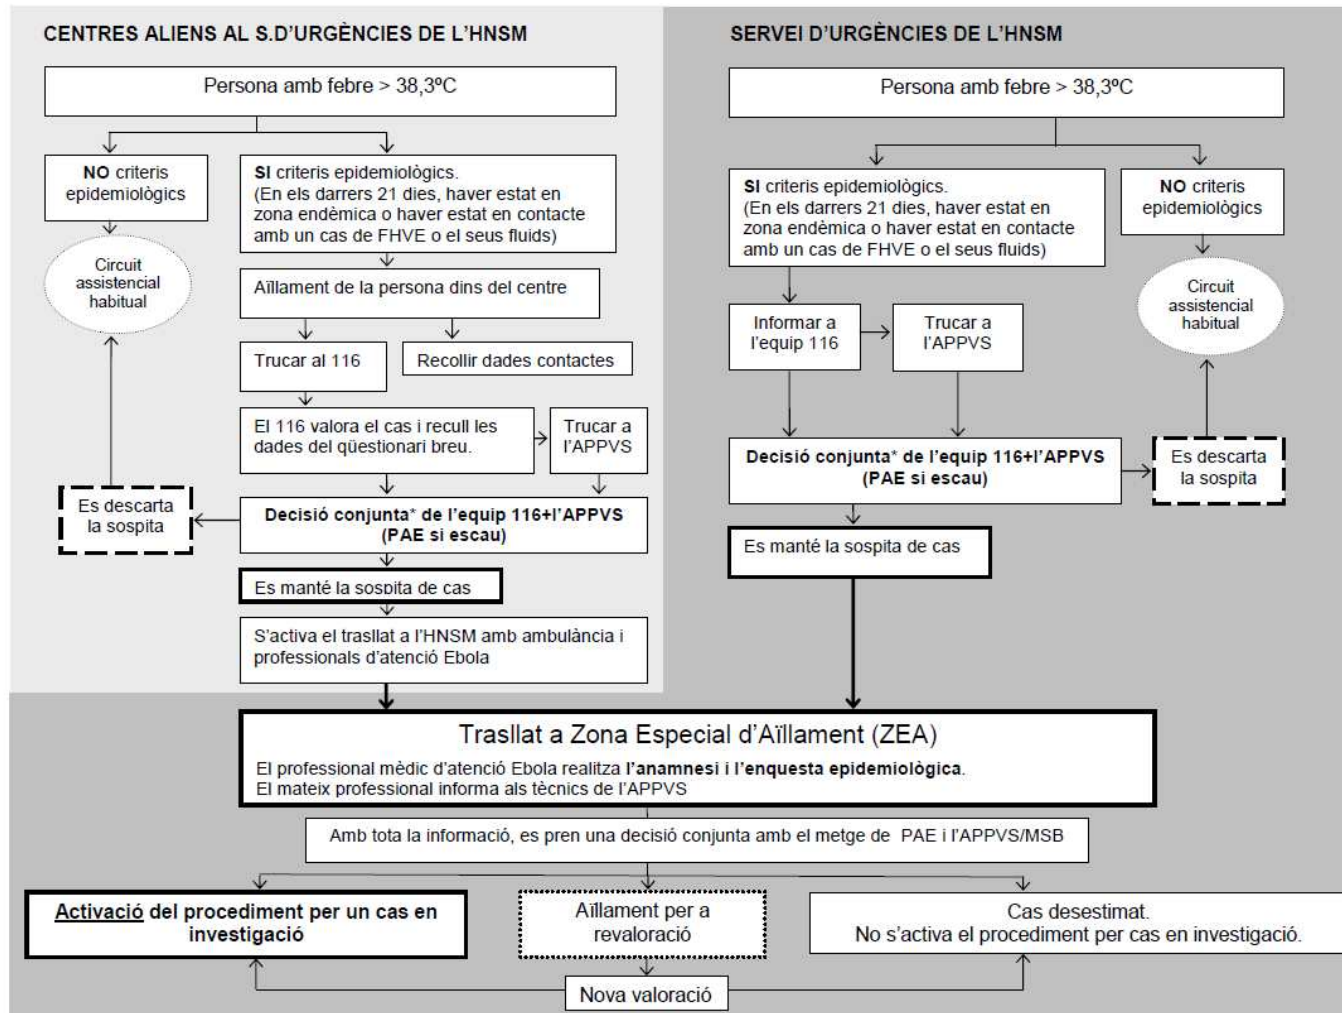 CENTRES ALIENS AL S.D'URGÈNCIES DE L'HNSM
Persona amb febre > 38,3ºC
NO criteris
epidemiològics
SI criteris epidemiològics.
(En els darrers 21 dies, haver estat en
zona endèmica o haver estat en contacte
amb un cas de FHVE o el seus fluids)
Circuit
assistencial
habitual
Aïllament de la persona dins del centre
Trucar al 116
Recollir dades contactes
El 116 valora el cas i recull les
dades del qüestionari breu.
Trucar a
l'APPVS
Es descarta
la sospita
Decisió conjunta* de l'equip 116+l'APPVS
(PAE si escau)
Es manté la sospita de cas
S'activa el trasllat a l'HNSM amb ambulància i
professionals d'atenció Ebola
SERVEI D'URGÈNCIES DE L'HNSM
Persona amb febre > 38,3ºC
SI criteris epidemiològics.
(En els darrers 21 dies, haver estat en
zona endèmica o haver estat en contacte
amb un cas de FHVE o el seus fluids)
NO criteris
epidemiològics
Circuit
assistencial
habitual
Informar a
l'equip 116
Trucar a
l'APPVS
Decisió conjunta* de l'equip 116+l'APPVS
(PAE si escau)
Es descarta
la sospita
Es manté la sospita de cas
Trasllat a Zona Especial d'Aïllament (ZEA)
El professional mèdic d'atenció Ebola realitza l'anamnesi i l'enquesta epidemiològica.
El mateix professional informa als tècnics de l'APPVS
Amb tota la informació, es pren una decisió conjunta amb el metge de PAE i l'APPVS/MSB
Activació del procediment per un cas en
investigació
Aïllament per a
revaloració
Cas desestimat.
No s'activa el procediment per cas en investigació.
Nova valoració